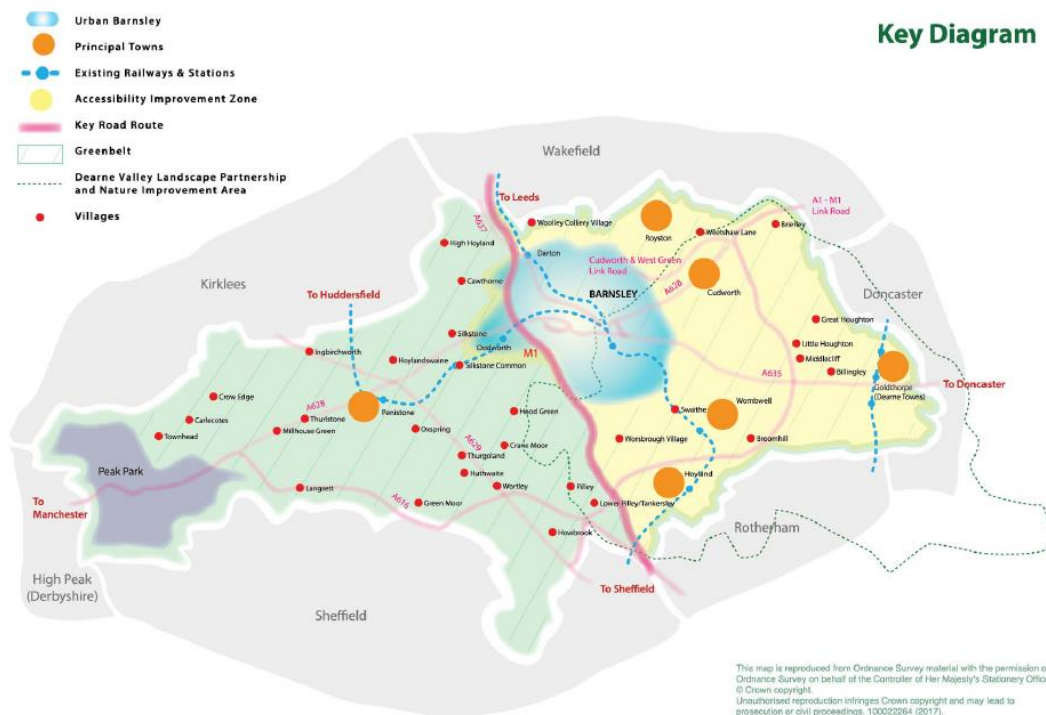 Key Diagram
Urban Barnsley
Principal Towns
Existing Railways & Stations
Accessibility Improvement Zone
Key Road Route
Greenbelt
Dearne Valley Landscape Partnership
and Nature Improvement Area
Villages
Wakefield
To Leeds
A1 - M1
Link Road
A637
Woolley Colliery Village
Royston
Brierley
High Hoyland
Darton
Cudworth & West Green
Link Road
Kirklees
Cawthorne
BARNSLEY
A628
Cudworth
Doncaster
To Huddersfield
Great Houghton
Silkstone
Dodworth
Little Houghton
Ingbirchworth
Hoylandswaine
M1
Middlecliff
Silkstone Common
A635
Billingley
Goldthorpe
(Dearne Towns)
To Doncaster
Crow Edge
A628
Penistone
Hood Green
Swaithe
Wombwell
Carlecotes
Thurlstone
Townhead
Millhouse Green
Oxspring
A629
Crane Moor
Worsbrough Village
Broomhill
Thurgoland
Peak Park
Huthwaite
Hoyland
Langsett
Wortley
Pilley
To
Manchester
A616
Green Moor
Lower Pilley/Tankersley
Howbrook
Rotherham
High Peak
(Derbyshire)
Sheffield
To Sheffield
This map is reproduced from Ordnance Survey material with the permission of
Ordnance Survey on behalf of the Controller of Her Majesty's Stationery Office
© Crown copyright.
Unauthorised reproduction infringes Crown copyright and may lead to
prosecution or civil proceedings. 100022264 (2017).